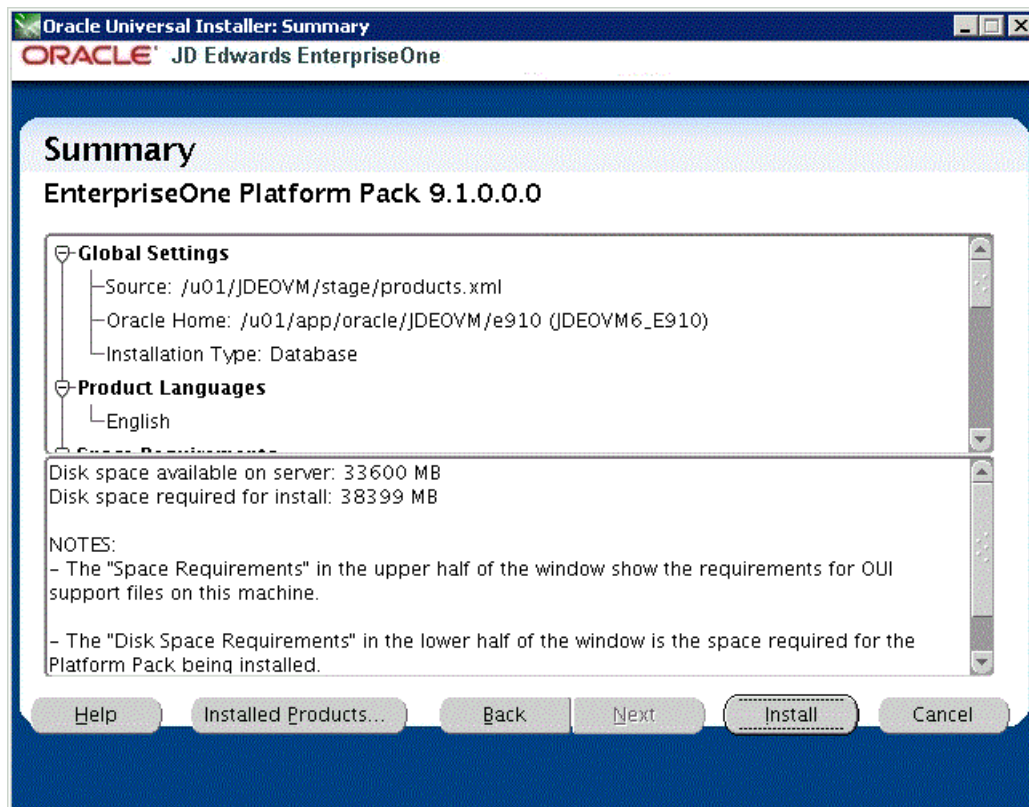 Oracle Universal Installer: Summary
ORACLE JD Edwards EnterpriseOne
Summary
EnterpriseOne Platform Pack 9.1.0.0.0
Global Settings
Source: /u01/JDEOVM/stage/products.xml
Oracle Home: /u01/app/oracle/JDEOVM/e910 (JDEOVM6_E910)
Installation Type: Database
Product Languages
English
Space Requirements
Disk space available on server: 33600 MB
Disk space required for install: 38399 MB
NOTES:
- The "Space Requirements" in the upper half of the window show the requirements for OUI
support files on this machine.
- The "Disk Space Requirements" in the lower half of the window is the space required for the
Platform Pack being installed.
Help Installed Products... Back Next Install Cancel